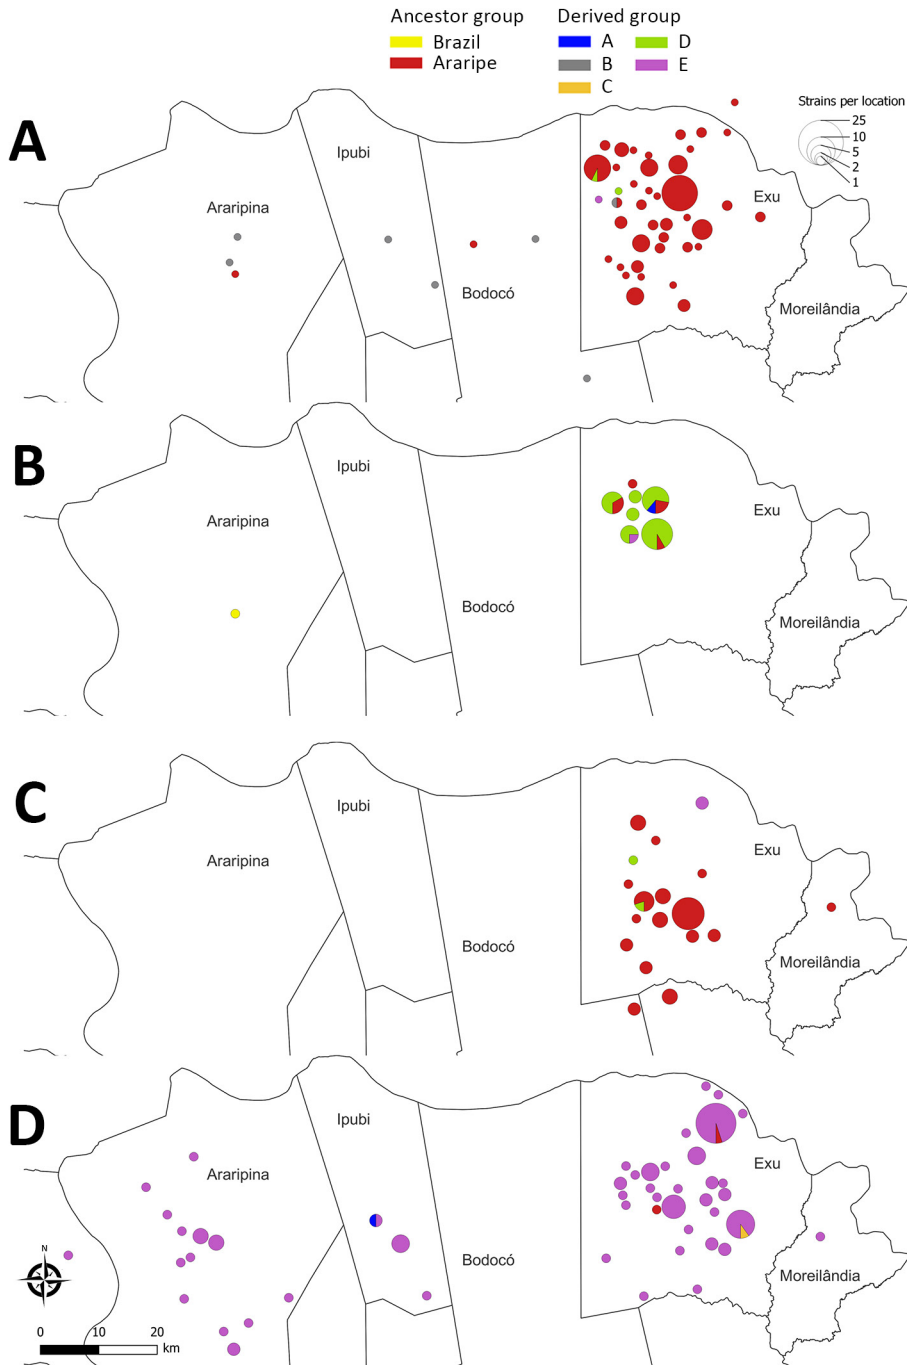 Ancestor group
Brazil
Araripe
Derived group
A
B
C
D
E
Strains per location
25
10
5
2
1
A
Araripina
Ipubi
Bodocó
Exu
Moreilândia
B
Araripina
Ipubi
Bodocó
Exu
Moreilândia
C
Araripina
Ipubi
Bodocó
Exu
Moreilândia
D
Araripina
Ipubi
Bodocó
Exu
Moreilândia
N
0 10 20
km